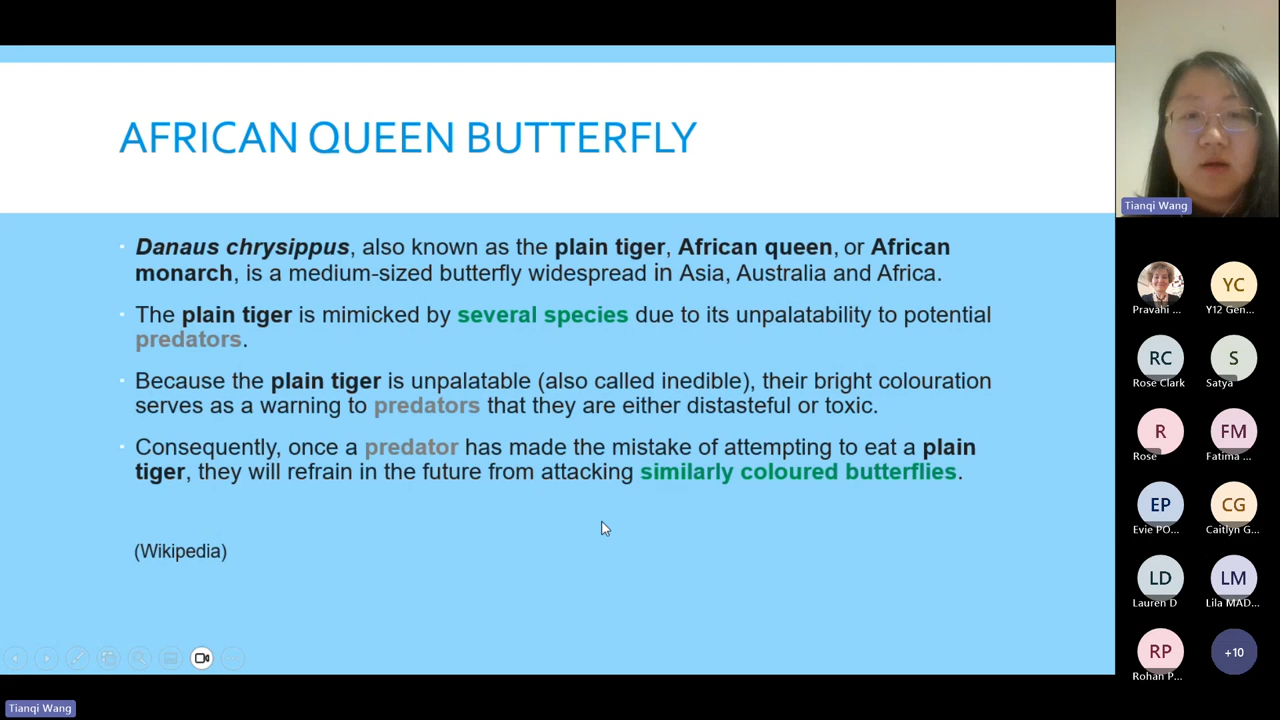 AFRICAN QUEEN BUTTERFLY
▪ Danaus chrysippus, also known as the plain tiger, African queen, or African
monarch, is a medium-sized butterfly widespread in Asia, Australia and Africa.
▪ The plain tiger is mimicked by several species due to its unpalatability to potential
predators.
▪ Because the plain tiger is unpalatable (also called inedible), their bright colouration
serves as a warning to predators that they are either distasteful or toxic.
▪ Consequently, once a predator has made the mistake of attempting to eat a plain
tiger, they will refrain in the future from attacking similarly coloured butterflies.
(Wikipedia)
Tianqi Wang
Tianqi Wang
Pravahi ...
YC
Y12 Gen...
RC
Rose Clark
S
Satya
R
Rose
FM
Fatima ...
EP
Evie PO...
CG
Caitlyn G...
LD
Lauren D
LM
Lila MAD...
RP
Rohan P...
+10